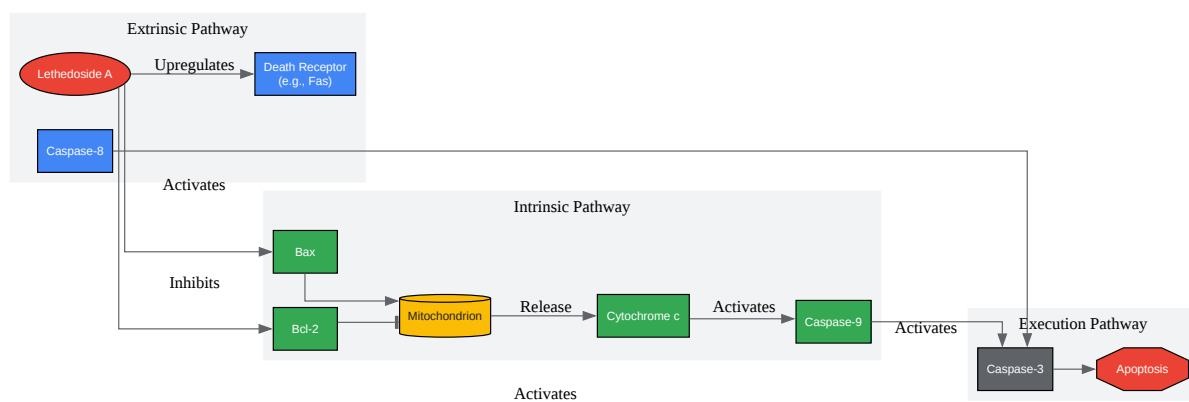 Extrinsic Pathway
Lethedoside A
Upregulates
Death Receptor
(e.g., Fas)
Caspase-8
Activates
Intrinsic Pathway
Bax
Inhibits
Bcl-2
Mitochondrion
Release
Cytochrome c
Activates
Caspase-9
Activates
Execution Pathway
Caspase-3
Apoptosis
Activates